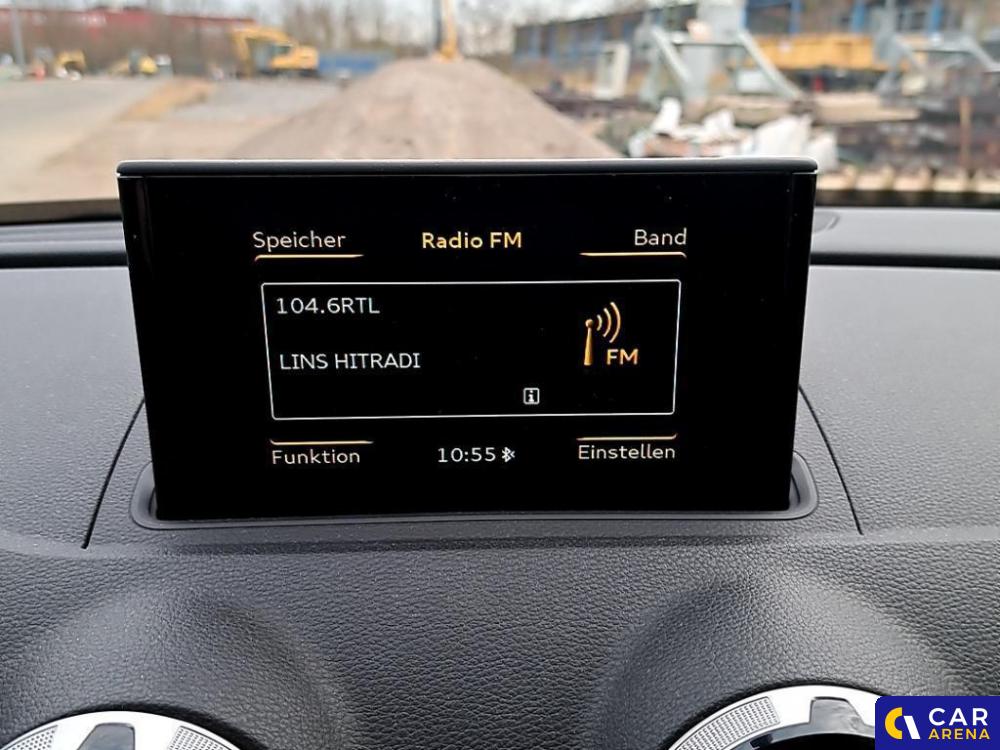 Speicher
Radio FM
Band
104.6RTL
LINS HITRADI
FM
i
Funktion
10:55
Einstellen
CAR
ARENA